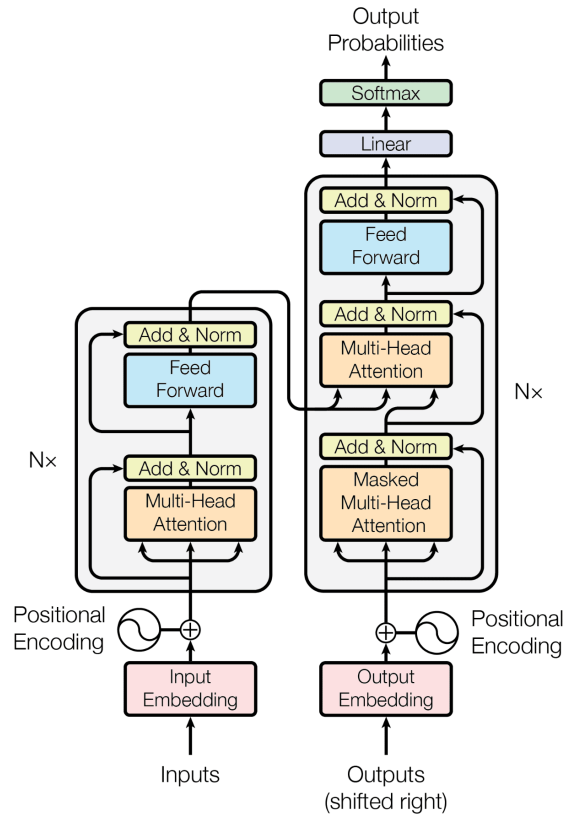 Output
Probabilities
Softmax
Linear
Add & Norm
Feed
Forward
Add & Norm
Multi-Head
Attention
Add & Norm
Masked
Multi-Head
Attention
N×
Add & Norm
Feed
Forward
Add & Norm
Multi-Head
Attention
N×
Positional
Encoding
Positional
Encoding
Input
Embedding
Output
Embedding
Inputs
Outputs
(shifted right)